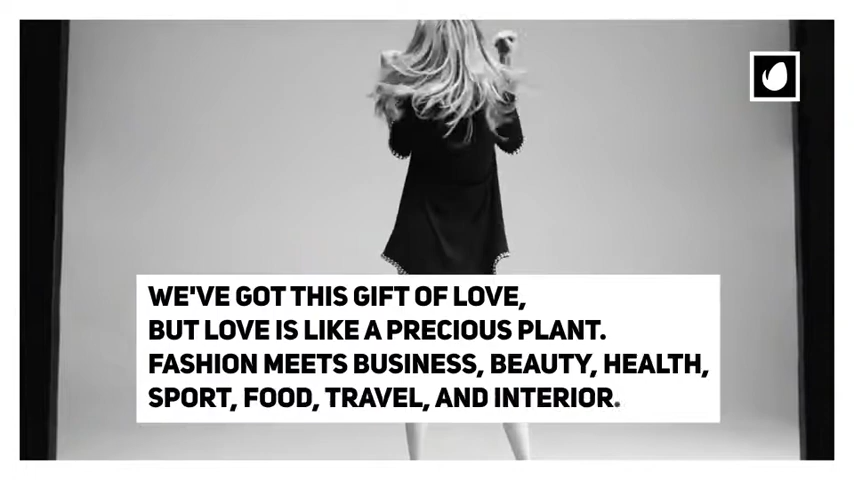 WE'VE GOT THIS GIFT OF LOVE,
BUT LOVE IS LIKE A PRECIOUS PLANT.
FASHION MEETS BUSINESS, BEAUTY, HEALTH,
SPORT, FOOD, TRAVEL, AND INTERIOR.